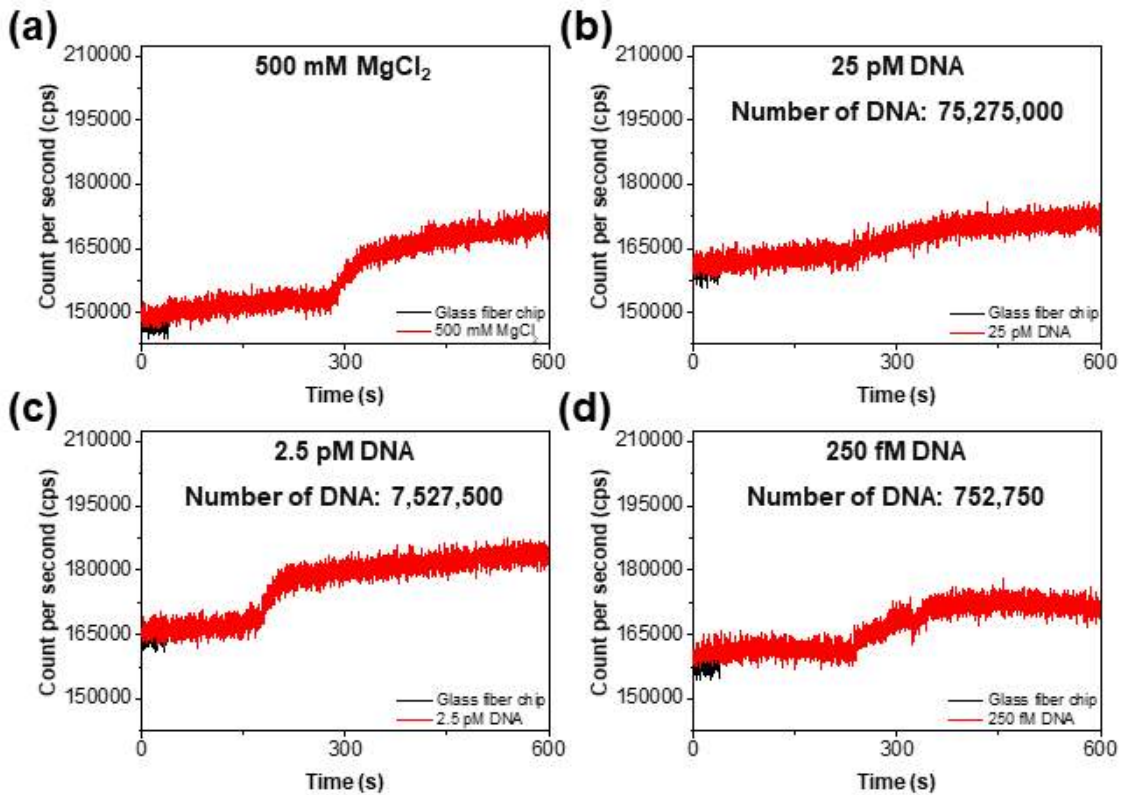 (a)
500 mM MgCl₂
Count per second (cps)
210000
195000
180000
165000
150000
Glass fiber chip
500 mM MgCl₂
0
300
600
Time (s)
(b)
25 pM DNA
Number of DNA: 75,275,000
Count per second (cps)
210000
195000
180000
165000
150000
Glass fiber chip
25 pM DNA
0
300
600
Time (s)
(c)
2.5 pM DNA
Number of DNA: 7,527,500
Count per second (cps)
210000
195000
180000
165000
150000
Glass fiber chip
2.5 pM DNA
0
300
600
Time (s)
(d)
250 fM DNA
Number of DNA: 752,750
Count per second (cps)
210000
195000
180000
165000
150000
Glass fiber chip
250 fM DNA
0
300
600
Time (s)